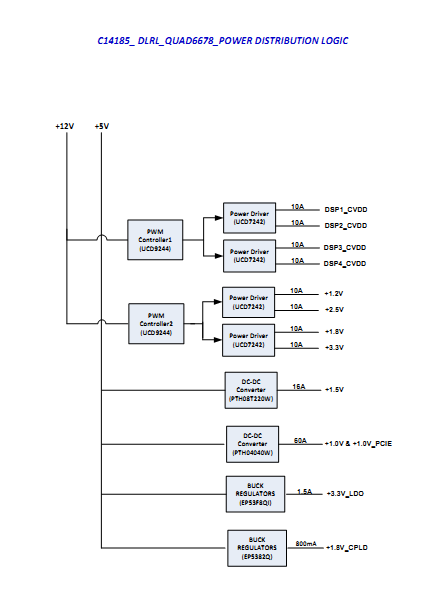 C14185_ DLRL_QUAD6678_POWER DISTRIBUTION LOGIC
+12V
+5V
PWM
Controller1
(UCD9244)
Power Driver
(UCD7242)
10A
DSP1_CVDD
10A
DSP2_CVDD
Power Driver
(UCD7242)
10A
DSP3_CVDD
10A
DSP4_CVDD
PWM
Controller2
(UCD9244)
Power Driver
(UCD7242)
10A
+1.2V
10A
+2.5V
Power Driver
(UCD7242)
10A
+1.8V
10A
+3.3V
DC-DC
Converter
(PTH08T220W)
16A
+1.5V
DC-DC
Converter
(PTH04040W)
60A
+1.0V & +1.0V_PCIE
BUCK
REGULATORS
(EP53F8QI)
1.5A
+3.3V_LDO
BUCK
REGULATORS
(EP5382Q)
800mA
+1.8V_CPLD